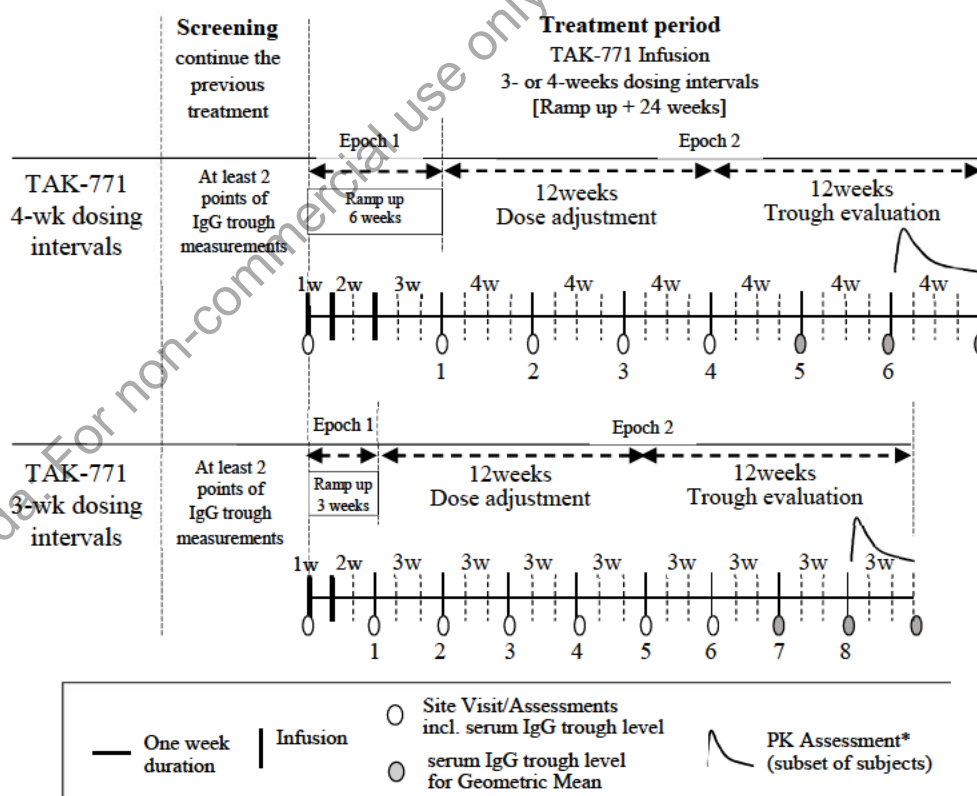 Screening
continue the
previous
treatment
Treatment period
TAK-771 Infusion
3- or 4-weeks dosing intervals
[Ramp up + 24 weeks]
Epoch 1
Epoch 2
TAK-771
4-wk dosing
intervals
At least 2
points of
IgG trough
measurements
Ramp up
6 weeks
12weeks
Dose adjustment
12weeks
Trough evaluation
1w 2w 3w 4w 4w 4w 4w 4w 4w
1 2 3 4 5 6
Epoch 1
Epoch 2
TAK-771
3-wk dosing
intervals
At least 2
points of
IgG trough
measurements
Ramp up
3 weeks
12weeks
Dose adjustment
12weeks
Trough evaluation
1w 2w 3w 3w 3w 3w 3w 3w 3w 3w
1 2 3 4 5 6 7 8
One week
duration
Infusion
Site Visit/Assessments
incl. serum IgG trough level
serum IgG trough level
for Geometric Mean
PK Assessment*
(subset of subjects)
da. For non-commercial use only